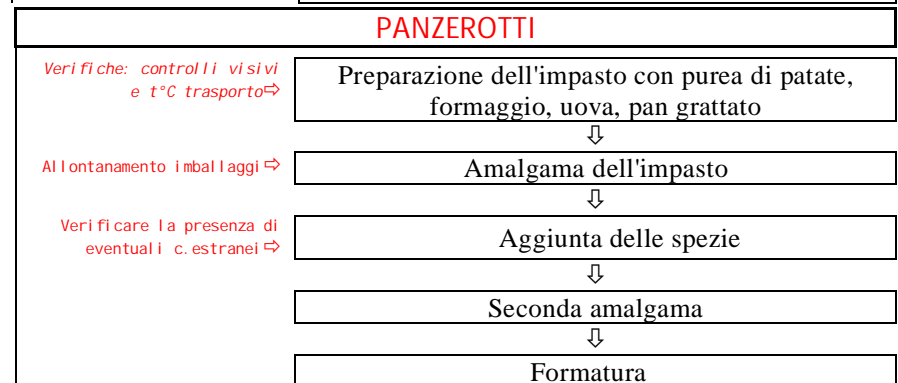 PANZEROTTI
Verifiche: controlli visivi
e t°C trasporto⇨
Preparazione dell'impasto con purea di patate,
formaggio, uova, pan grattato
⇩
Allontanamento imballaggi⇨
Amalgama dell'impasto
⇩
Verificare la presenza di
eventuali c.estranei⇨
Aggiunta delle spezie
⇩
Seconda amalgama
⇩
Formatura